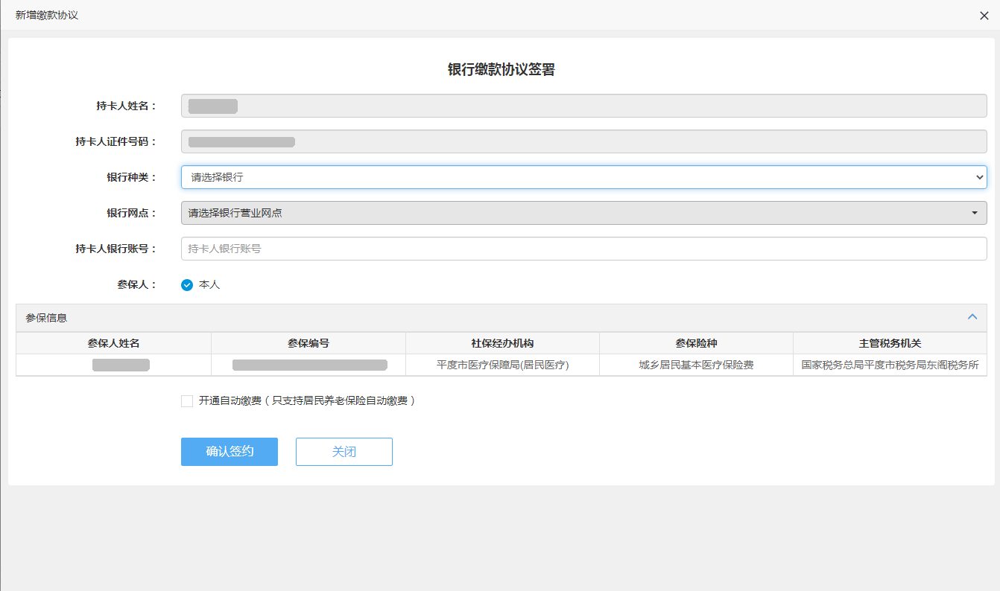 新增缴款协议
银行缴款协议签署
持卡人姓名：
持卡人证件号码：
银行种类： 请选择银行
银行网点： 请选择银行营业网点
持卡人银行账号： 持卡人银行账号
参保人： 本人
参保信息
参保人姓名 参保编号 社保经办机构 参保险种 主管税务机关
平度市医疗保障局(居民医疗) 城乡居民基本医疗保险费 国家税务总局平度市税务局东阁税务所
开通自动缴费（只支持居民养老保险自动缴费）
确认签约 关闭